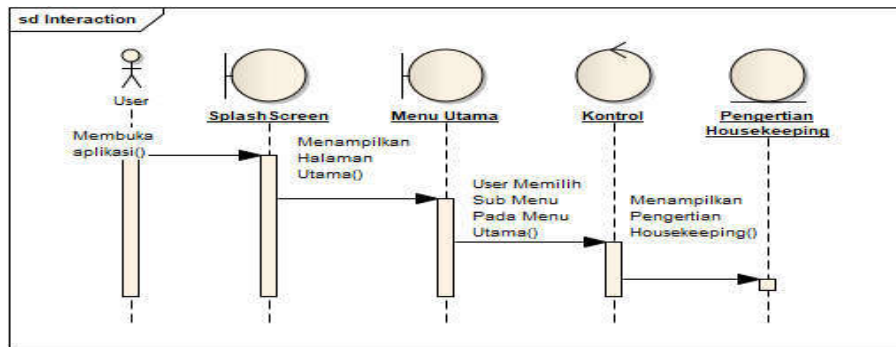 sd Interaction
User
Splash Screen
Menu Utama
Kontrol
Pengertian
Housekeeping
Membuka
aplikasi()
Menampilkan
Halaman
Utama()
User Memilih
Sub Menu
Pada Menu
Utama()
Menampilkan
Pengertian
Housekeeping()